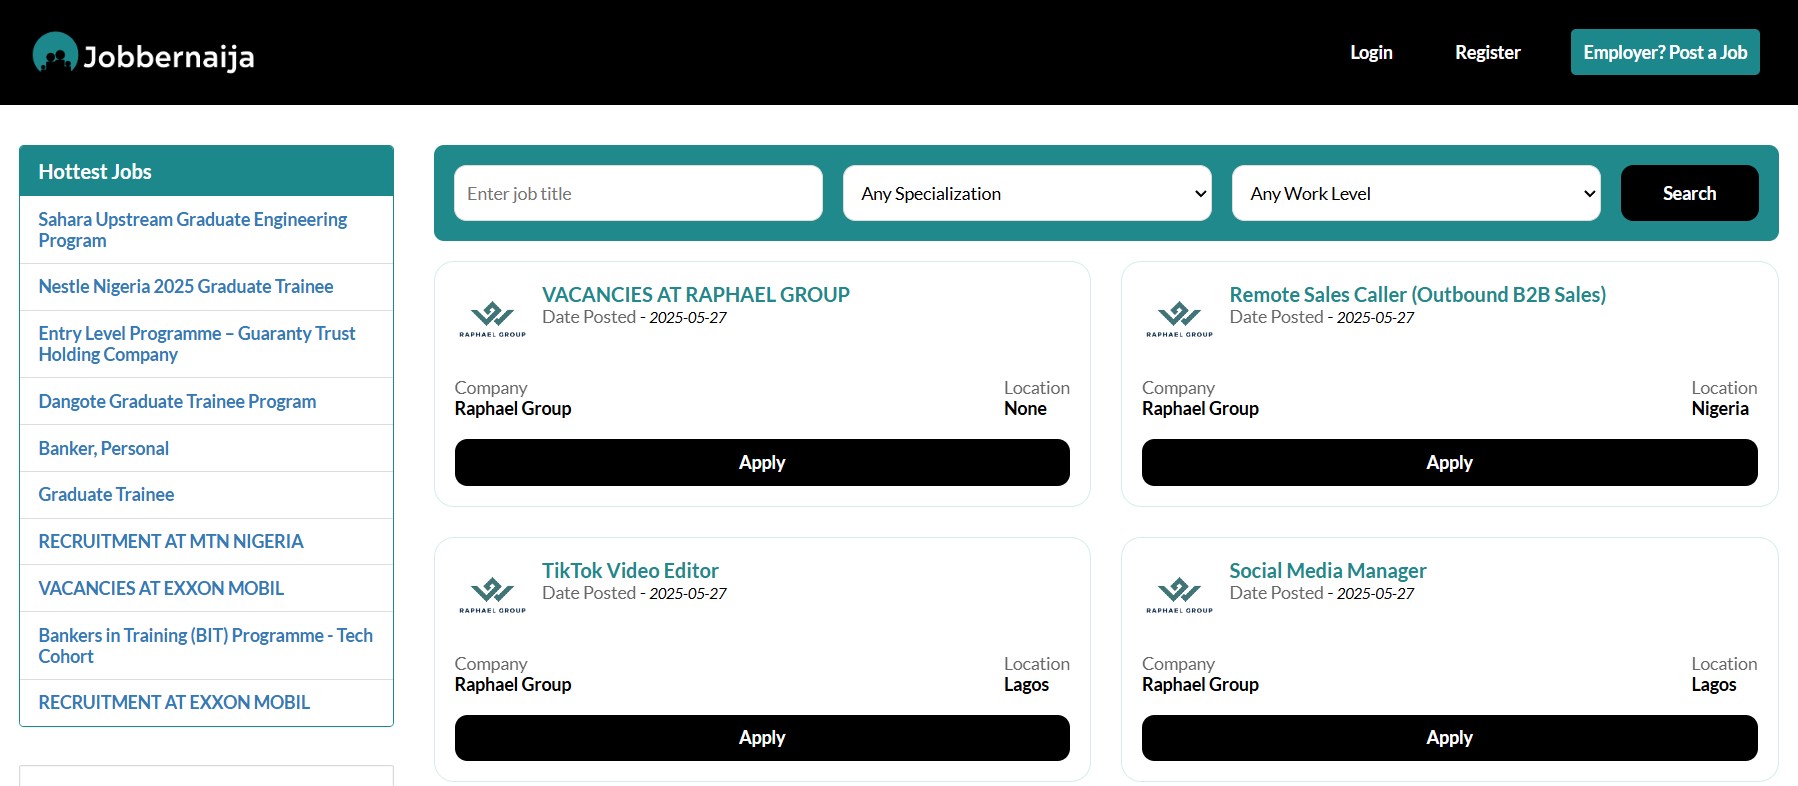 Jobbernaija
Login
Register
Employer? Post a Job
Hottest Jobs
Sahara Upstream Graduate Engineering
Program
Nestle Nigeria 2025 Graduate Trainee
Entry Level Programme – Guaranty Trust
Holding Company
Dangote Graduate Trainee Program
Banker, Personal
Graduate Trainee
RECRUITMENT AT MTN NIGERIA
VACANCIES AT EXXON MOBIL
Bankers in Training (BIT) Programme - Tech
Cohort
RECRUITMENT AT EXXON MOBIL
Enter job title
Any Specialization
Any Work Level
Search
RAPHAEL GROUP
VACANCIES AT RAPHAEL GROUP
Date Posted - 2025-05-27
Company
Raphael Group
Location
None
Apply
RAPHAEL GROUP
Remote Sales Caller (Outbound B2B Sales)
Date Posted - 2025-05-27
Company
Raphael Group
Location
Nigeria
Apply
RAPHAEL GROUP
TikTok Video Editor
Date Posted - 2025-05-27
Company
Raphael Group
Location
Lagos
Apply
RAPHAEL GROUP
Social Media Manager
Date Posted - 2025-05-27
Company
Raphael Group
Location
Lagos
Apply